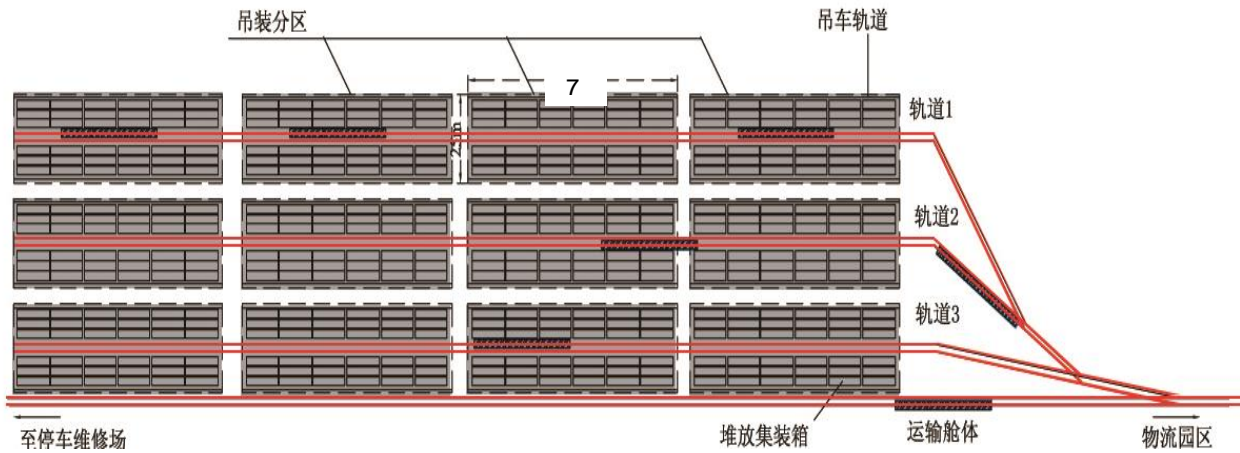 吊装分区
吊车轨道
7
轨道1
25m
轨道2
轨道3
至停车维修场
堆放集装箱
运输舱体
物流园区